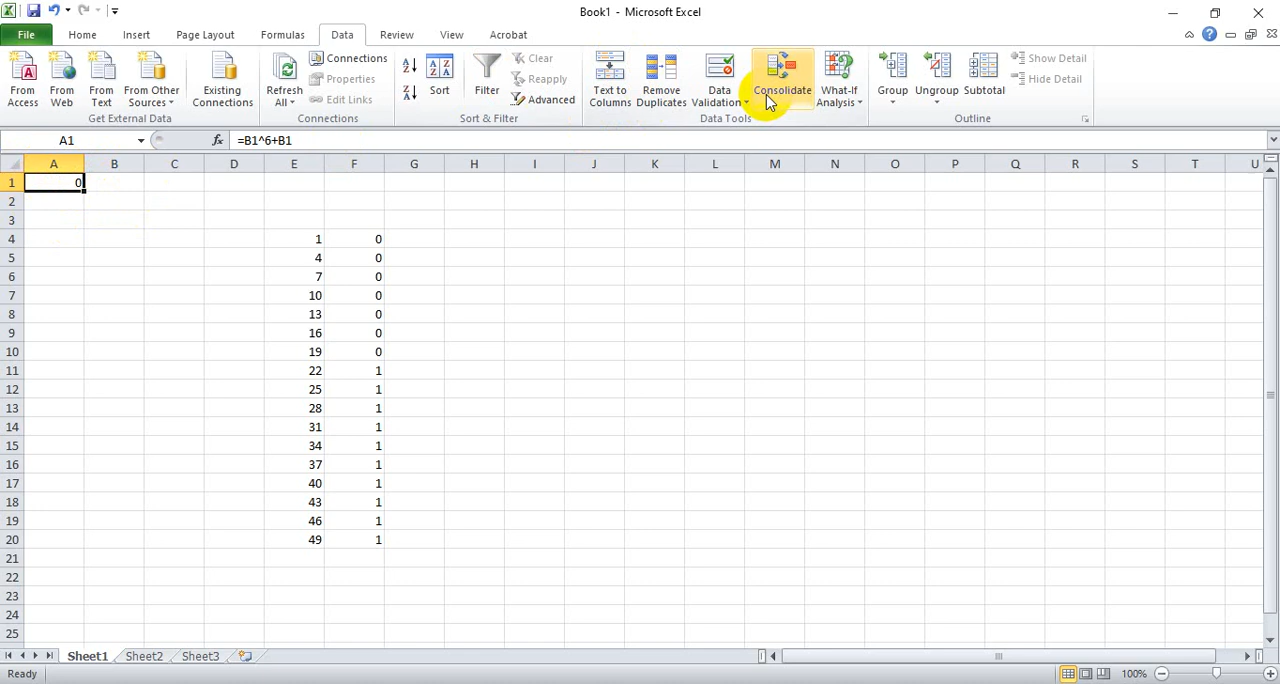 Book1 - Microsoft Excel
File Home Insert Page Layout Formulas Data Review View Acrobat
From Access
From Web
From Text
From Other Sources
Existing Connections
Get External Data
Refresh All
Connections
Properties
Edit Links
Connections
Sort
Filter
Clear
Reapply
Advanced
Sort & Filter
Text to Columns
Remove Duplicates
Data Validation
Consolidate
What-If Analysis
Data Tools
Group
Ungroup
Subtotal
Show Detail
Hide Detail
Outline
A1 fx =B1^6+B1
A B C D E F G H I J K L M N O P Q R S T U
1 0
2
3
4 1 0
5 4 0
6 7 0
7 10 0
8 13 0
9 16 0
10 19 0
11 22 1
12 25 1
13 28 1
14 31 1
15 34 1
16 37 1
17 40 1
18 43 1
19 46 1
20 49 1
21
22
23
24
25
Sheet1 Sheet2 Sheet3
Ready 100%